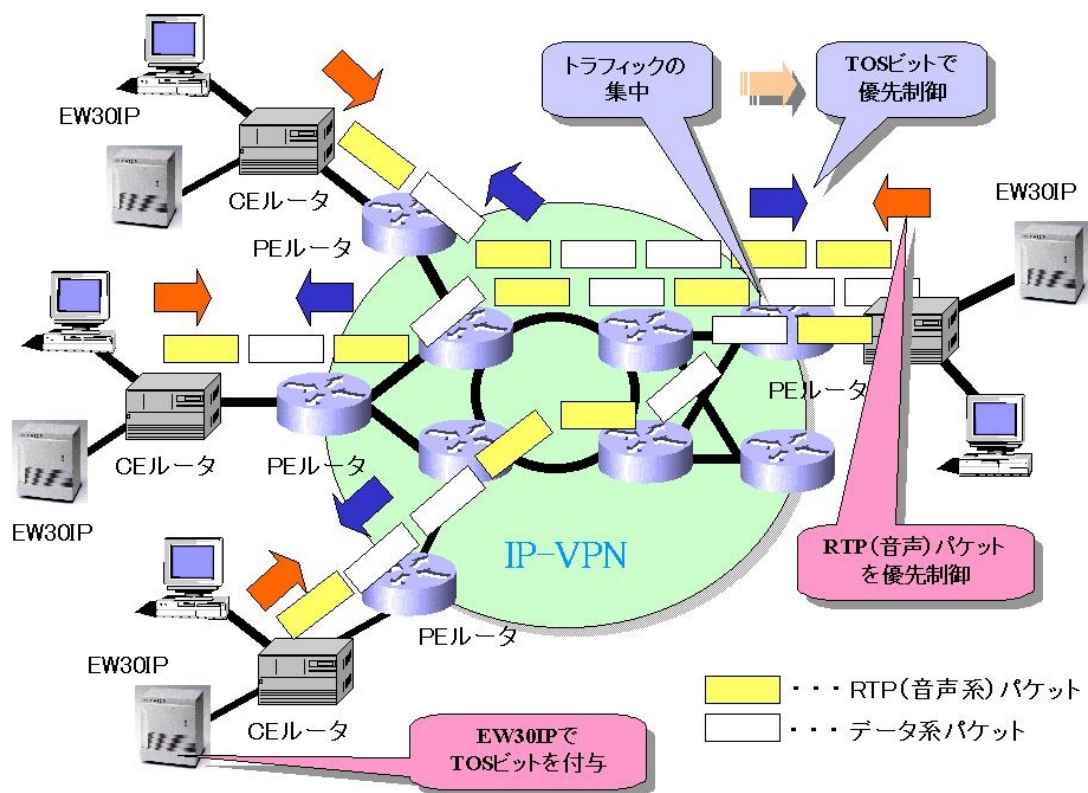 トラフィックの
集中
TOSビットで
優先制御
EW30IP
CEルータ
PEルータ
EW30IP
CEルータ
PEルータ
EW30IP
PEルータ
IP-VPN
RTP(音声)パケット
を優先制御
EW30IP
PEルータ
CEルータ
EW30IPで
TOSビットを付与
・・・RTP(音声系)パケット
・・・データ系パケット